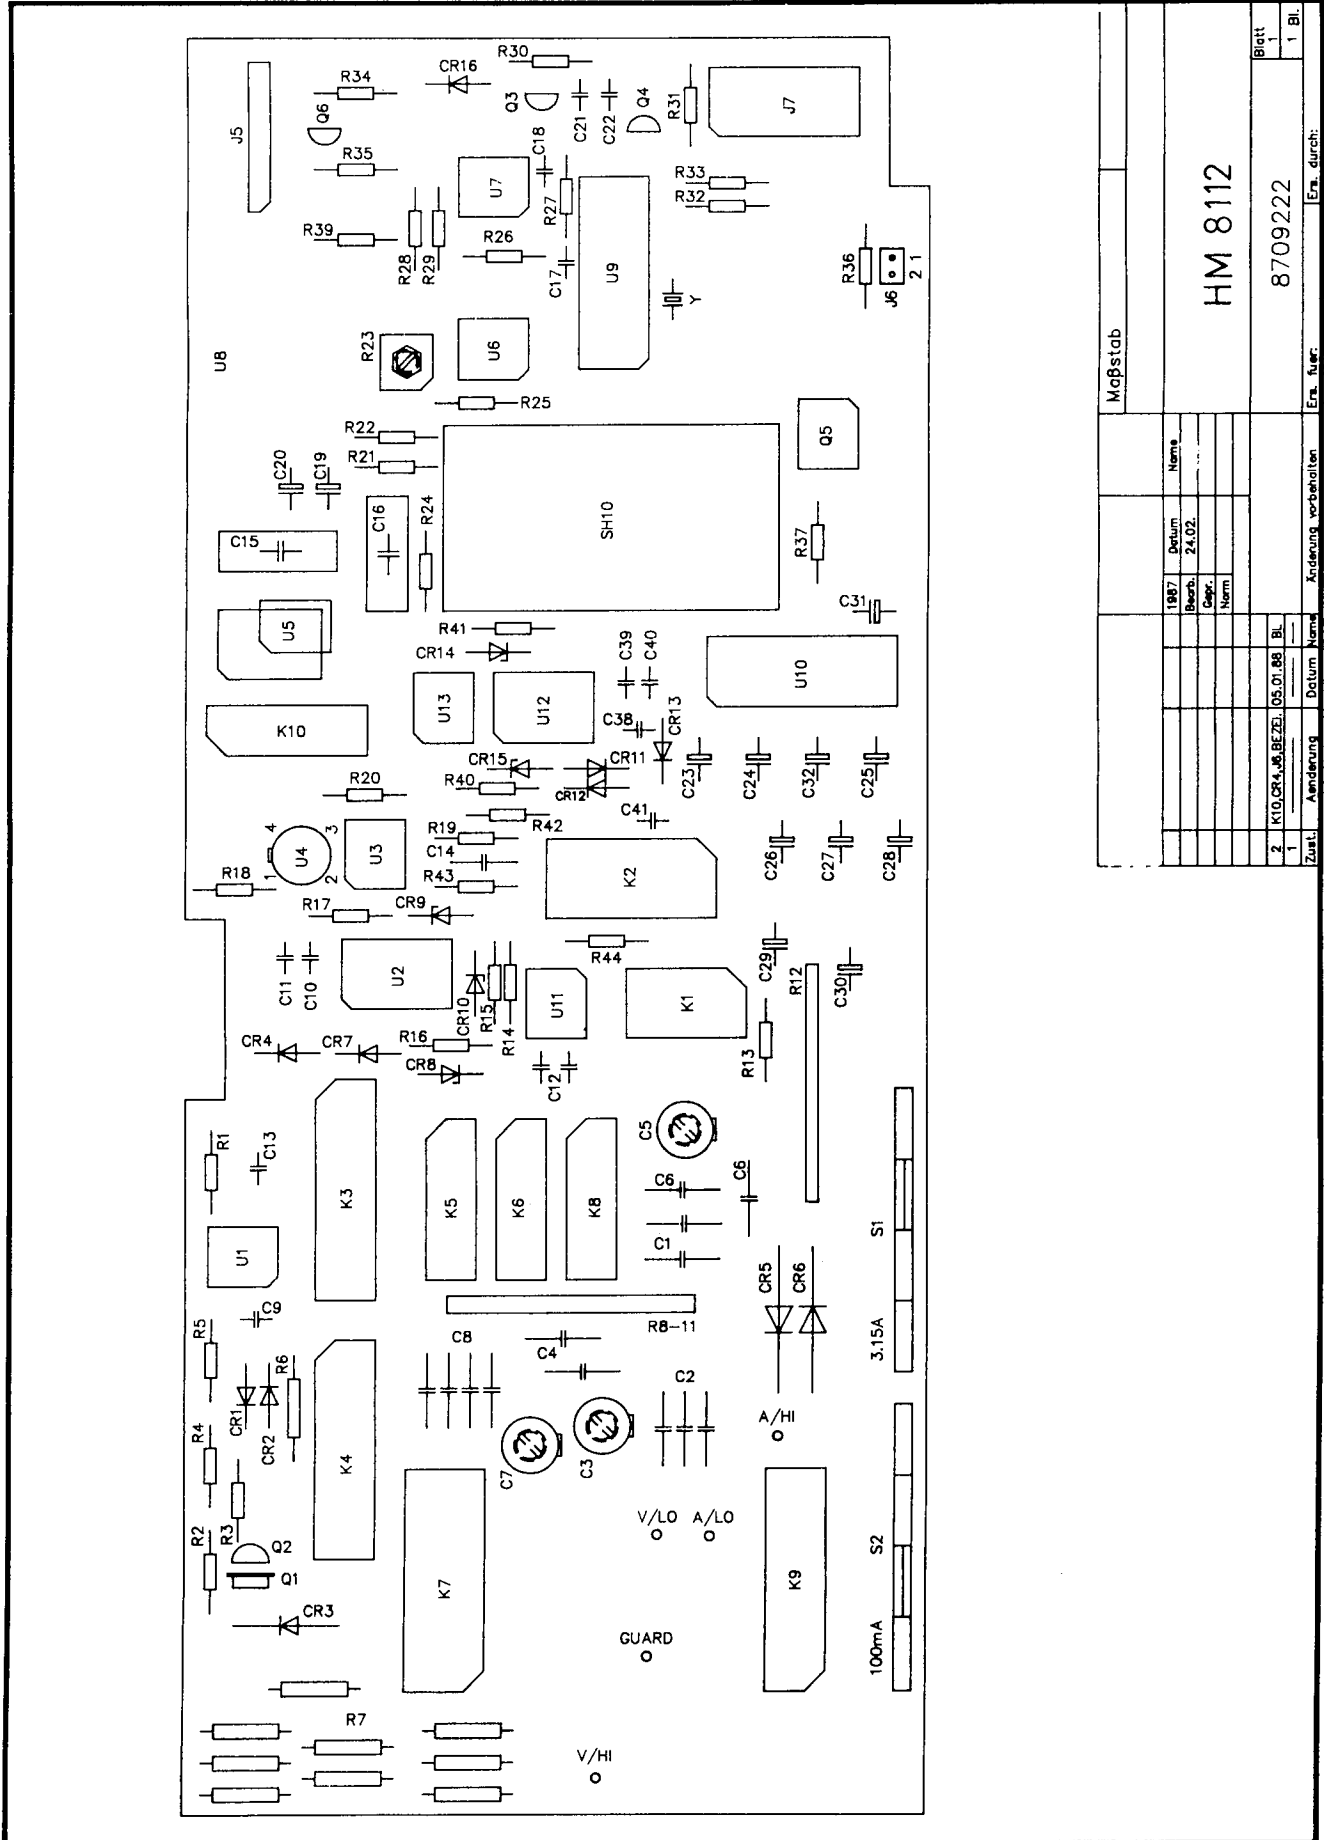 R30
CR16
R34
Q6
J5
Q3
C21
C22
Q4
R31
J7
R35
C18
U7
R27
R33
R32
R39
R28
R29
R26
C17
U9
Y
R36
J6
2 1
U8
R23
U6
R25
R22
R21
C20
C19
Q5
C15
C16
R24
SH10
R37
C31
U5
R41
CR14
C39
C40
U13
U12
U10
K10
C38
CR13
CR15
CR11
R20
R40
CR12
C23
C24
C32
C25
R42
C41
4
3
1
2
U4
U3
R19
C14
R43
K2
C26
C27
C28
R18
R17
CR9
R44
C11
C10
U2
CR10
R15
R14
U11
K1
C29
R12
C30
CR4
CR7
R16
CR8
C12
R13
R1
C13
K3
K5
K6
K8
C5
C6
C6
C1
U1
S1
CR5
CR6
R8-11
C9
R5
C8
C4
3.15A
R6
CR1
CR2
R4
C2
A/HI
K4
C7
C3
R2
R3
Q2
Q1
V/LO
A/LO
S2
K7
K9
CR3
GUARD
100mA
R7
V/HI
Maßstab
HM 8112
Blatt
1
1 Bl.
8709222
1987
Datum
Name
Bearb.
24.02.
Gepr.
Norm
2
K10,CR4,J6,BEZEI.
05.01.88
BL
1
Zust.
Aenderung
Datum
Name
Änderung vorbehalten
Ers. fuer:
Ers. durch: